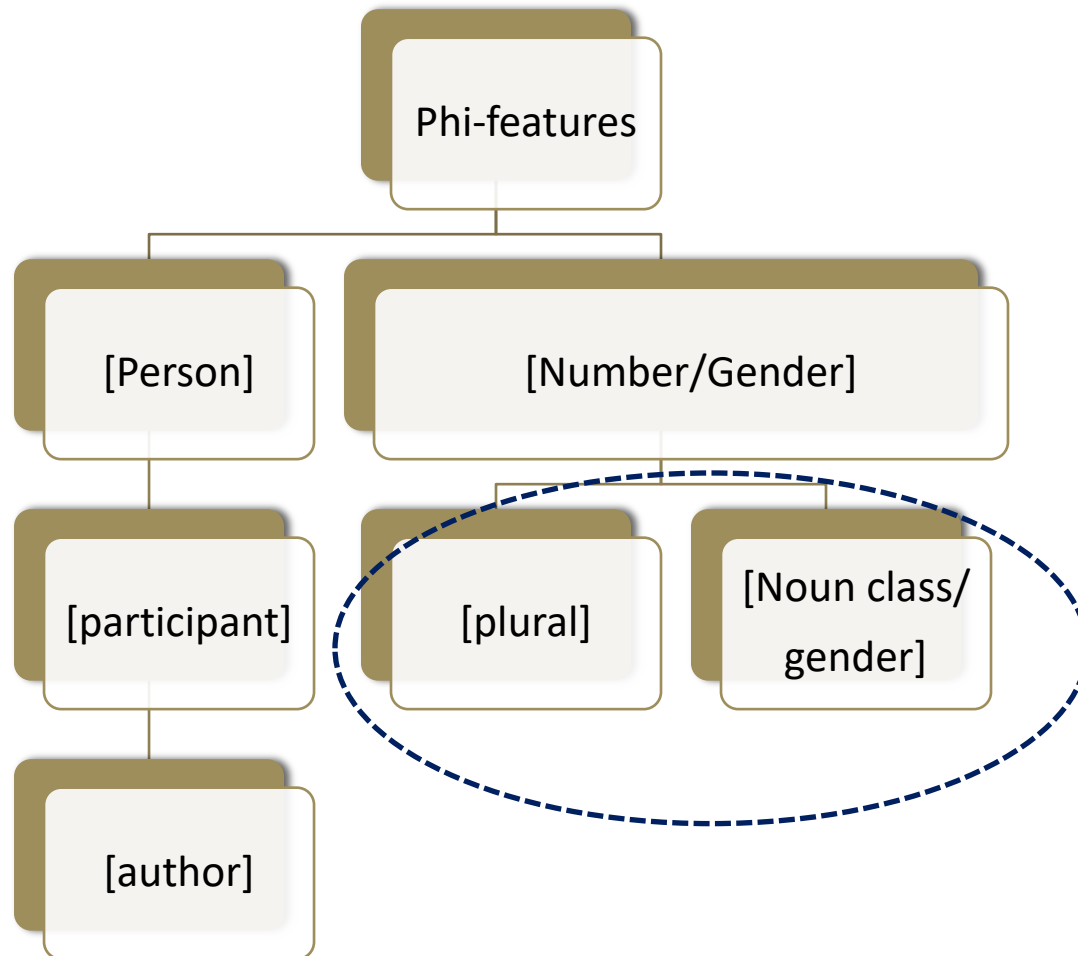 Phi-features
[Person]
[Number/Gender]
[participant]
[plural]
[Noun class/
gender]
[author]